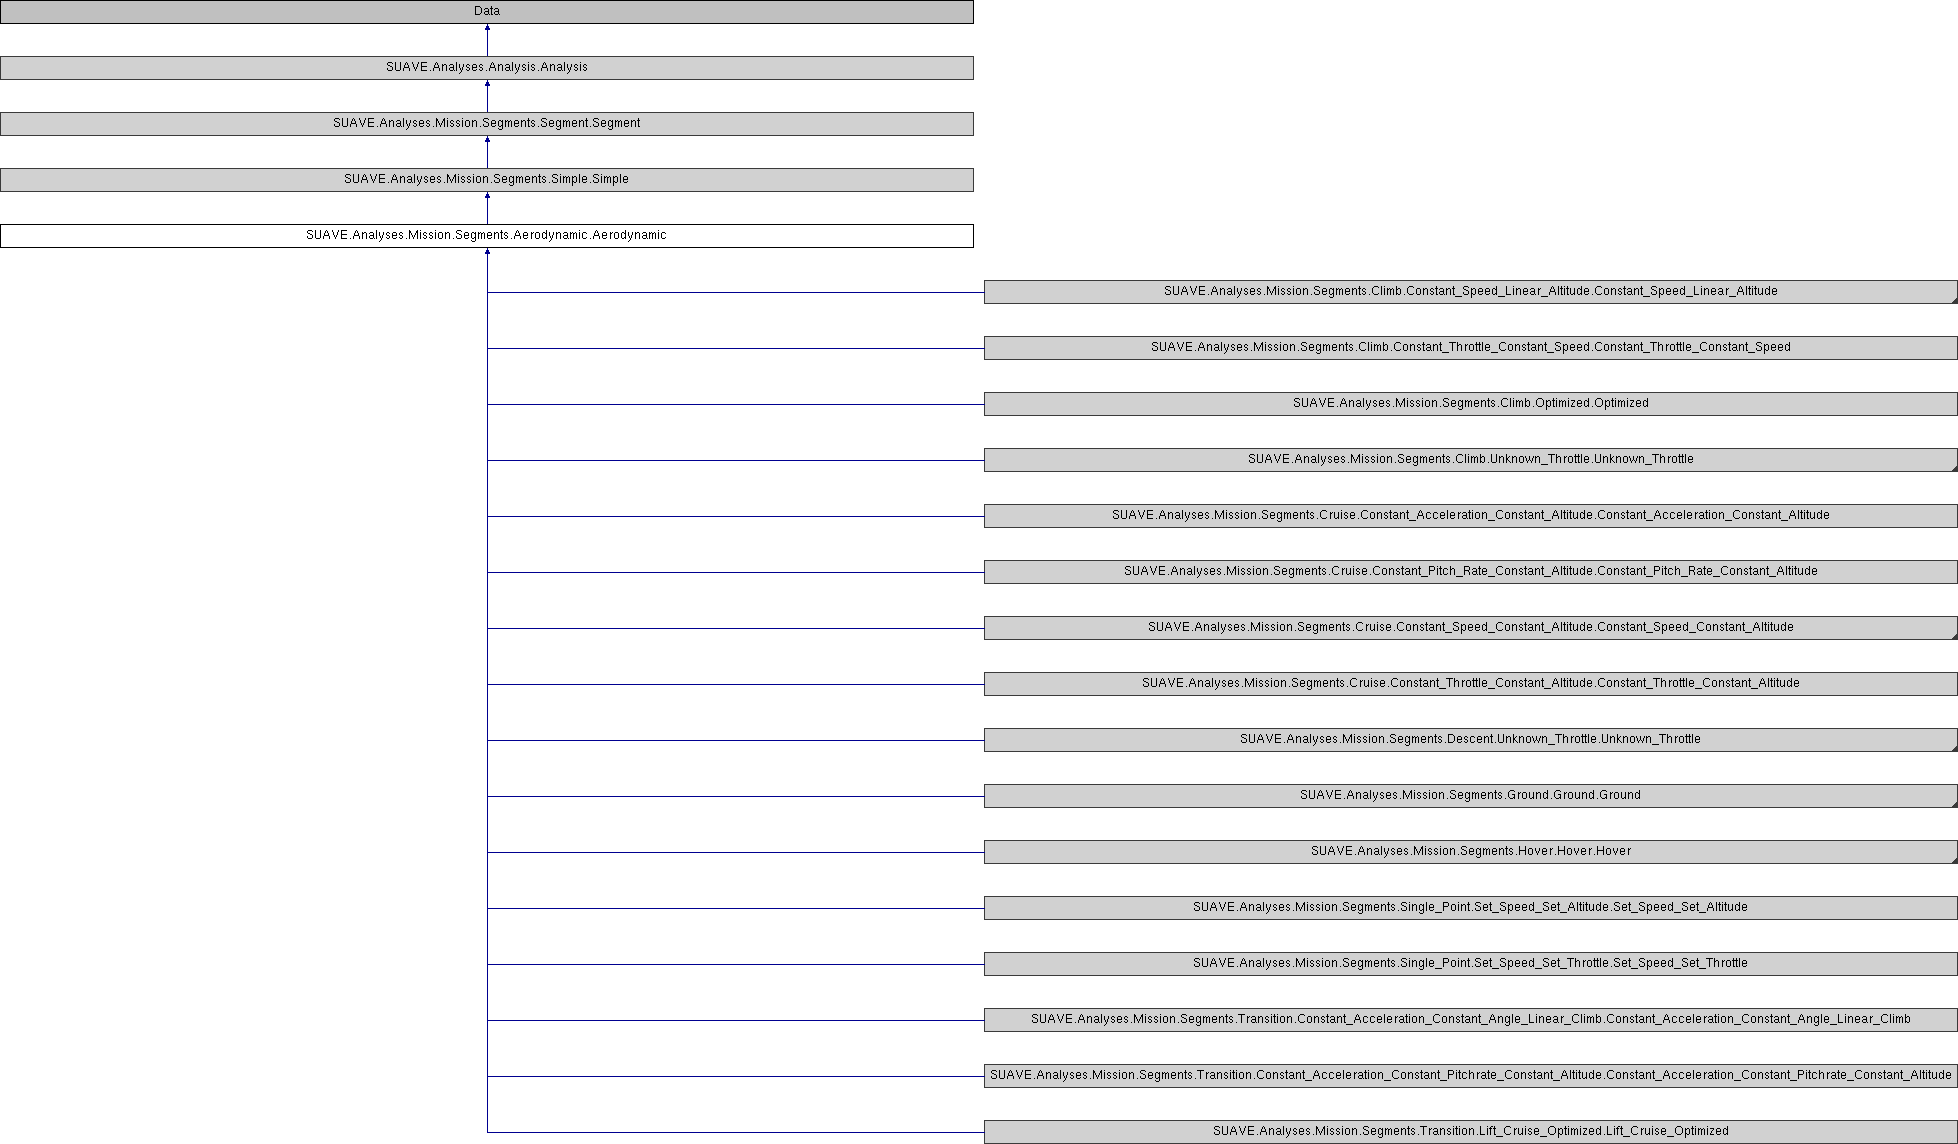 Data
SUAVE.Analyses.Analysis.Analysis
SUAVE.Analyses.Mission.Segments.Segment.Segment
SUAVE.Analyses.Mission.Segments.Simple.Simple
SUAVE.Analyses.Mission.Segments.Aerodynamic.Aerodynamic
SUAVE.Analyses.Mission.Segments.Climb.Constant_Speed_Linear_Altitude.Constant_Speed_Linear_Altitude
SUAVE.Analyses.Mission.Segments.Climb.Constant_Throttle_Constant_Speed.Constant_Throttle_Constant_Speed
SUAVE.Analyses.Mission.Segments.Climb.Optimized.Optimized
SUAVE.Analyses.Mission.Segments.Climb.Unknown_Throttle.Unknown_Throttle
SUAVE.Analyses.Mission.Segments.Cruise.Constant_Acceleration_Constant_Altitude.Constant_Acceleration_Constant_Altitude
SUAVE.Analyses.Mission.Segments.Cruise.Constant_Pitch_Rate_Constant_Altitude.Constant_Pitch_Rate_Constant_Altitude
SUAVE.Analyses.Mission.Segments.Cruise.Constant_Speed_Constant_Altitude.Constant_Speed_Constant_Altitude
SUAVE.Analyses.Mission.Segments.Cruise.Constant_Throttle_Constant_Altitude.Constant_Throttle_Constant_Altitude
SUAVE.Analyses.Mission.Segments.Descent.Unknown_Throttle.Unknown_Throttle
SUAVE.Analyses.Mission.Segments.Ground.Ground.Ground
SUAVE.Analyses.Mission.Segments.Hover.Hover.Hover
SUAVE.Analyses.Mission.Segments.Single_Point.Set_Speed_Set_Altitude.Set_Speed_Set_Altitude
SUAVE.Analyses.Mission.Segments.Single_Point.Set_Speed_Set_Throttle.Set_Speed_Set_Throttle
SUAVE.Analyses.Mission.Segments.Transition.Constant_Acceleration_Constant_Angle_Linear_Climb.Constant_Acceleration_Constant_Angle_Linear_Climb
SUAVE.Analyses.Mission.Segments.Transition.Constant_Acceleration_Constant_Pitchrate_Constant_Altitude.Constant_Acceleration_Constant_Pitchrate_Constant_Altitude
SUAVE.Analyses.Mission.Segments.Transition.Lift_Cruise_Optimized.Lift_Cruise_Optimized